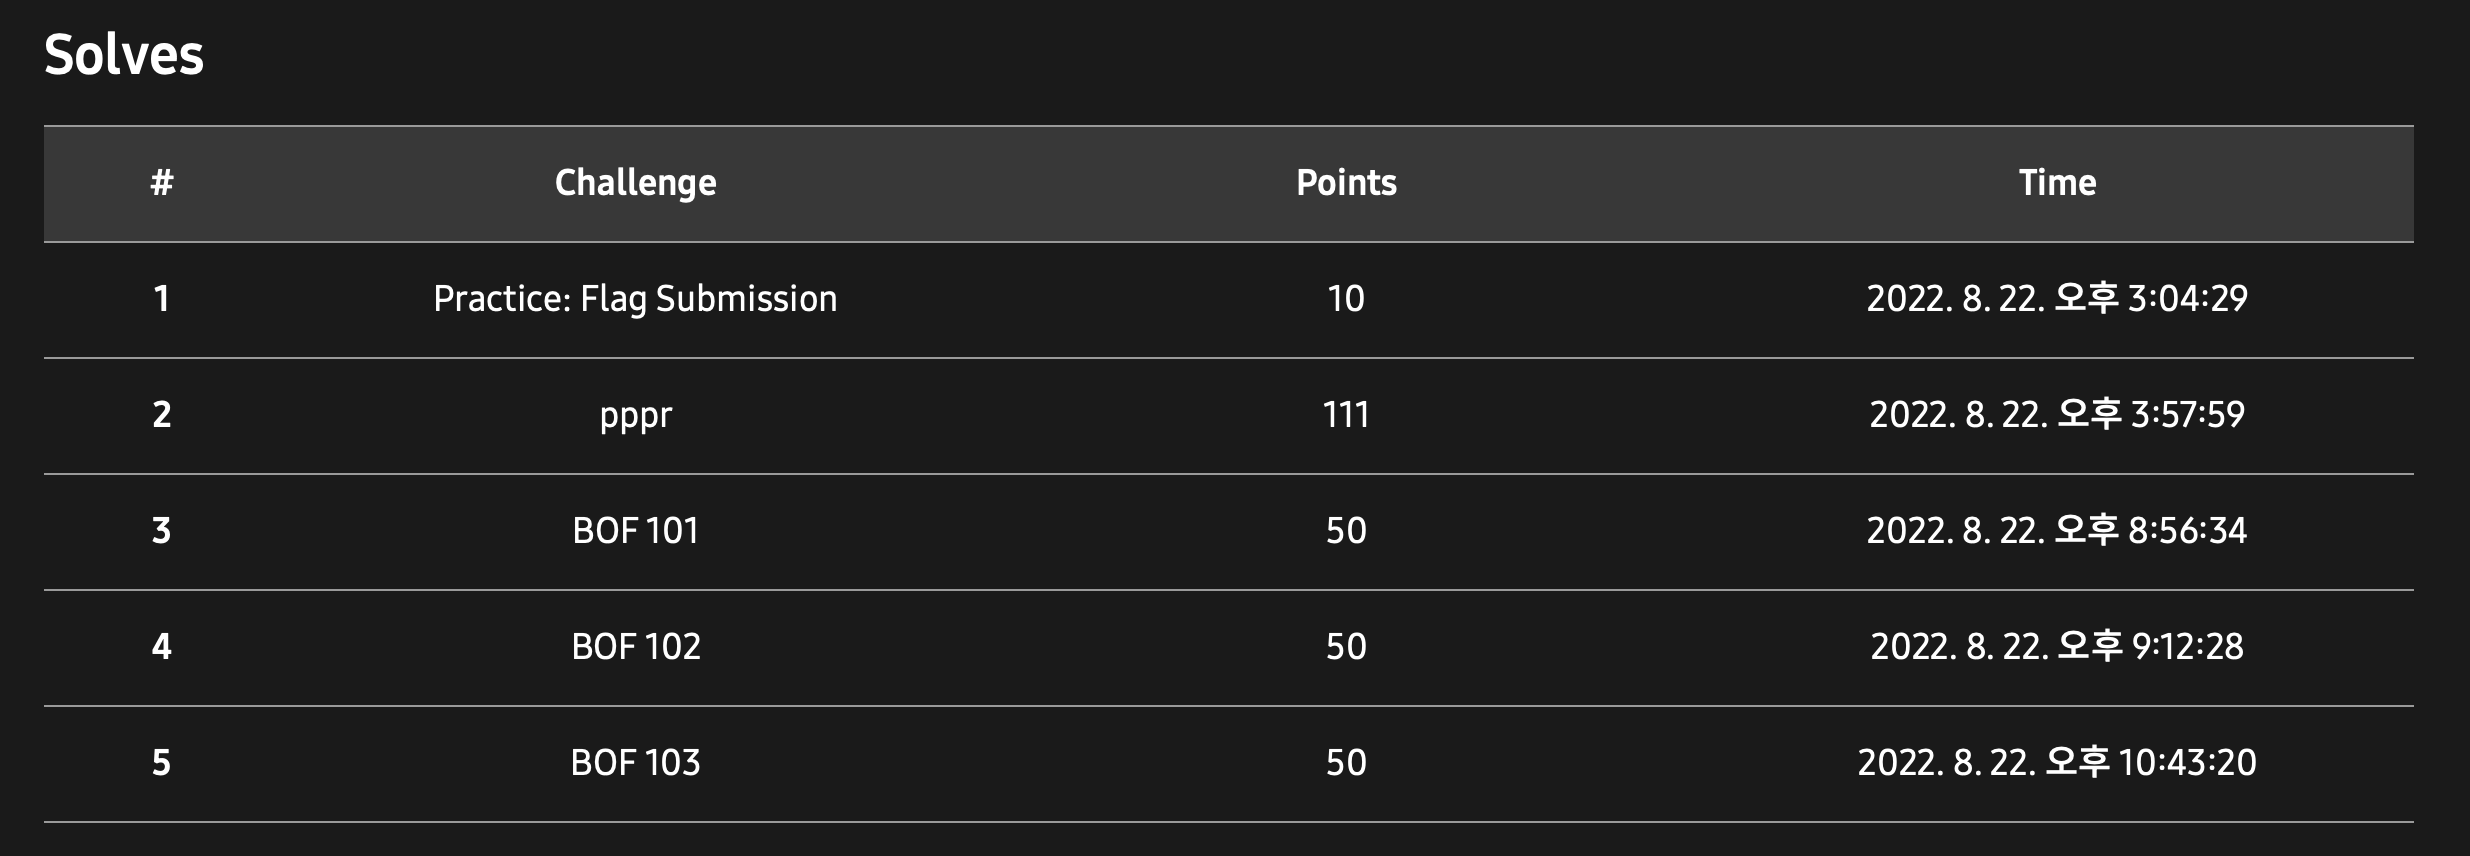 Solves
# Challenge Points Time
1 Practice: Flag Submission 10 2022. 8. 22. 오후 3:04:29
2 pppr 111 2022. 8. 22. 오후 3:57:59
3 BOF 101 50 2022. 8. 22. 오후 8:56:34
4 BOF 102 50 2022. 8. 22. 오후 9:12:28
5 BOF 103 50 2022. 8. 22. 오후 10:43:20